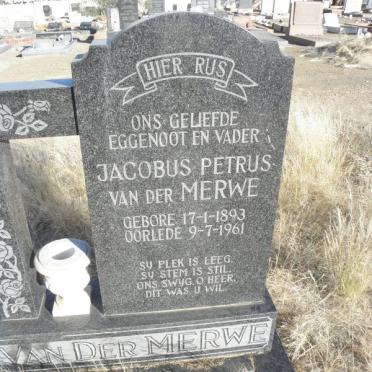 HIER RUS
ONS GELIEFDE
EGGENOOT EN VADER
JACOBUS PETRUS
VAN DER MERWE
GEBORE 17-1-1893
OORLEDE 9-7-1961
SY PLEK IS LEEG,
SY STEM IS STIL,
ONS SWYG, O HEER,
DIT WAS U WIL.
VAN DER MERWE